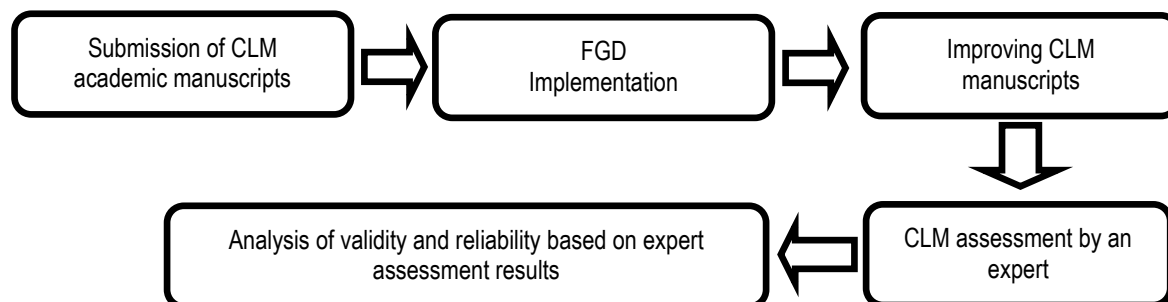 Submission of CLM
academic manuscripts
FGD
Implementation
Improving CLM
manuscripts
CLM assessment by an
expert
Analysis of validity and reliability based on expert
assessment results